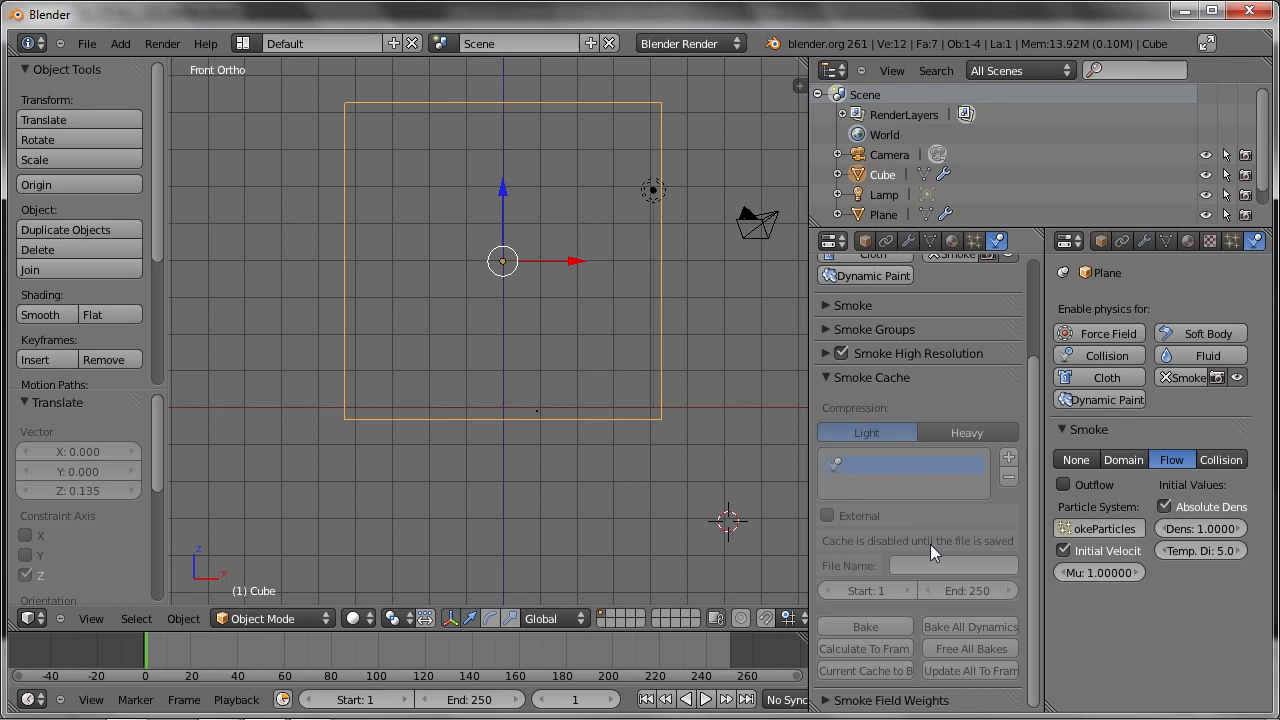 Blender
File Add Render Help Default Scene Blender Render blender.org 261 | Ve:12 | Fa:7 | Ob:1-4 | La:1 | Mem:13.92M (0.10M) | Cube
Object Tools
Transform:
Translate
Rotate
Scale
Origin
Object:
Duplicate Objects
Delete
Join
Shading:
Smooth Flat
Keyframes:
Insert Remove
Motion Paths:
Translate
Vector
X: 0.000
Y: 0.000
Z: 0.135
Constraint Axis
X
Y
Z
Orientation
Front Ortho
z
x
(1) Cube
View Select Object Object Mode Global
-40 -20 0 20 40 60 80 100 120 140 160 180 200 220 240 260
View Marker Frame Playback Start: 1 End: 250 1 No Sync
View Search All Scenes
Scene
RenderLayers |
World
Camera |
Cube |
Lamp |
Plane |
Cloth Smoke
Dynamic Paint
Smoke
Smoke Groups
Smoke High Resolution
Smoke Cache
Compression:
Light Heavy
External
Cache is disabled until the file is saved
File Name:
Start: 1 End: 250
Bake Bake All Dynamics
Calculate To Fram Free All Bakes
Current Cache to B Update All To Fram
Smoke Field Weights
Plane
Enable physics for:
Force Field Soft Body
Collision Fluid
Cloth Smoke
Dynamic Paint
Smoke
None Domain Flow Collision
Outflow Initial Values:
Particle System: Absolute Dens
okeParticles Dens: 1.0000
Initial Velocit Temp. Di: 5.0
Mu: 1.00000